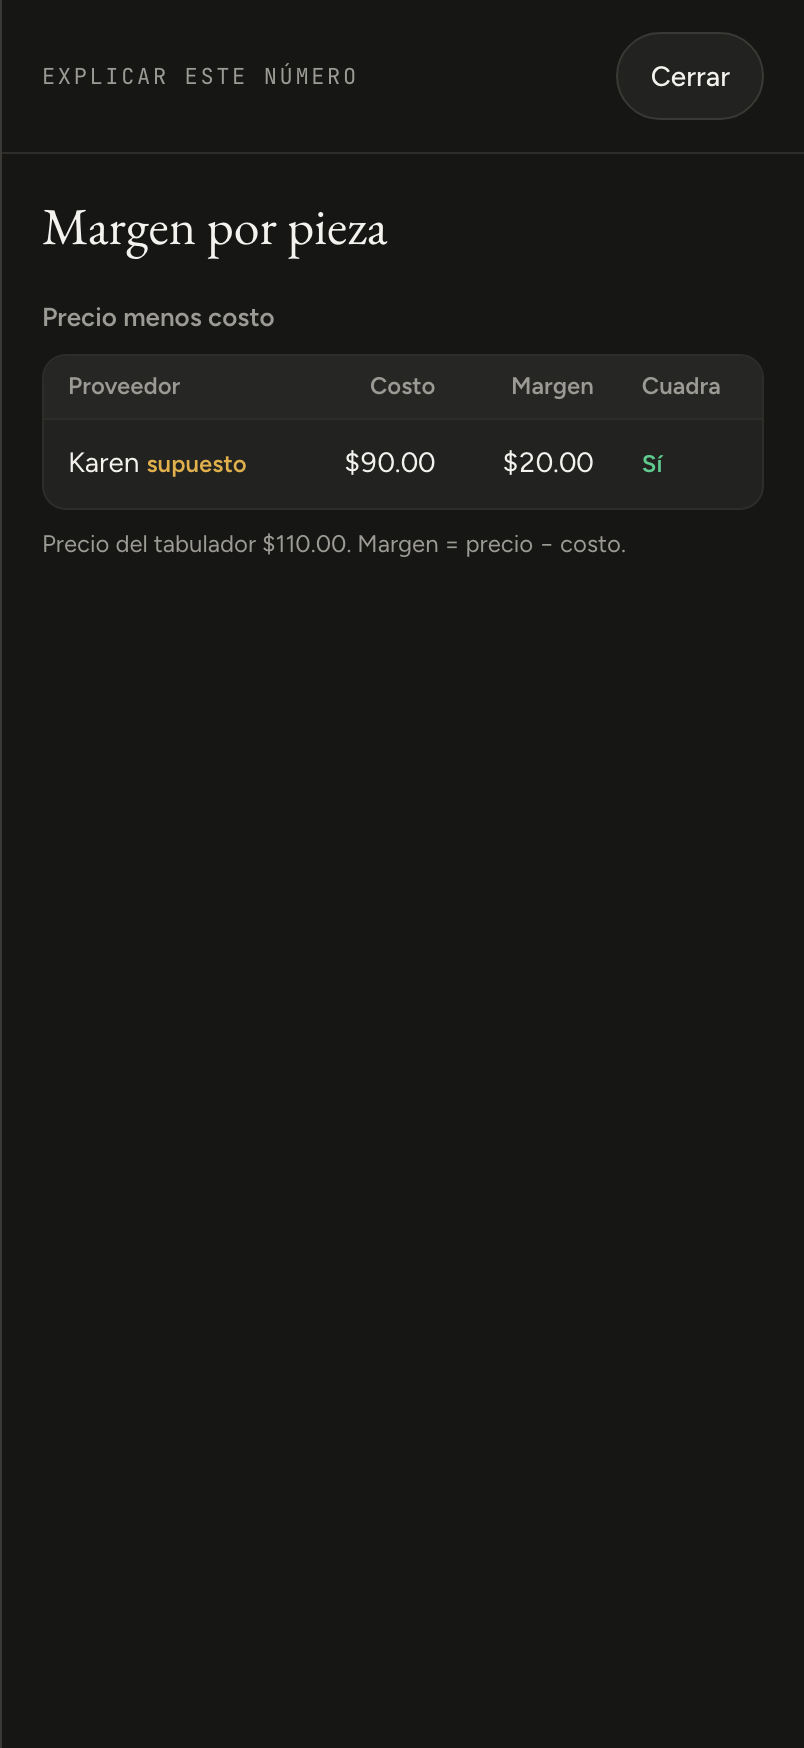 EXPLICAR ESTE NÚMERO Cerrar
Margen por pieza
Precio menos costo
Proveedor Costo Margen Cuadra
Karen supuesto $90.00 $20.00 Sí
Precio del tabulador $110.00. Margen = precio − costo.